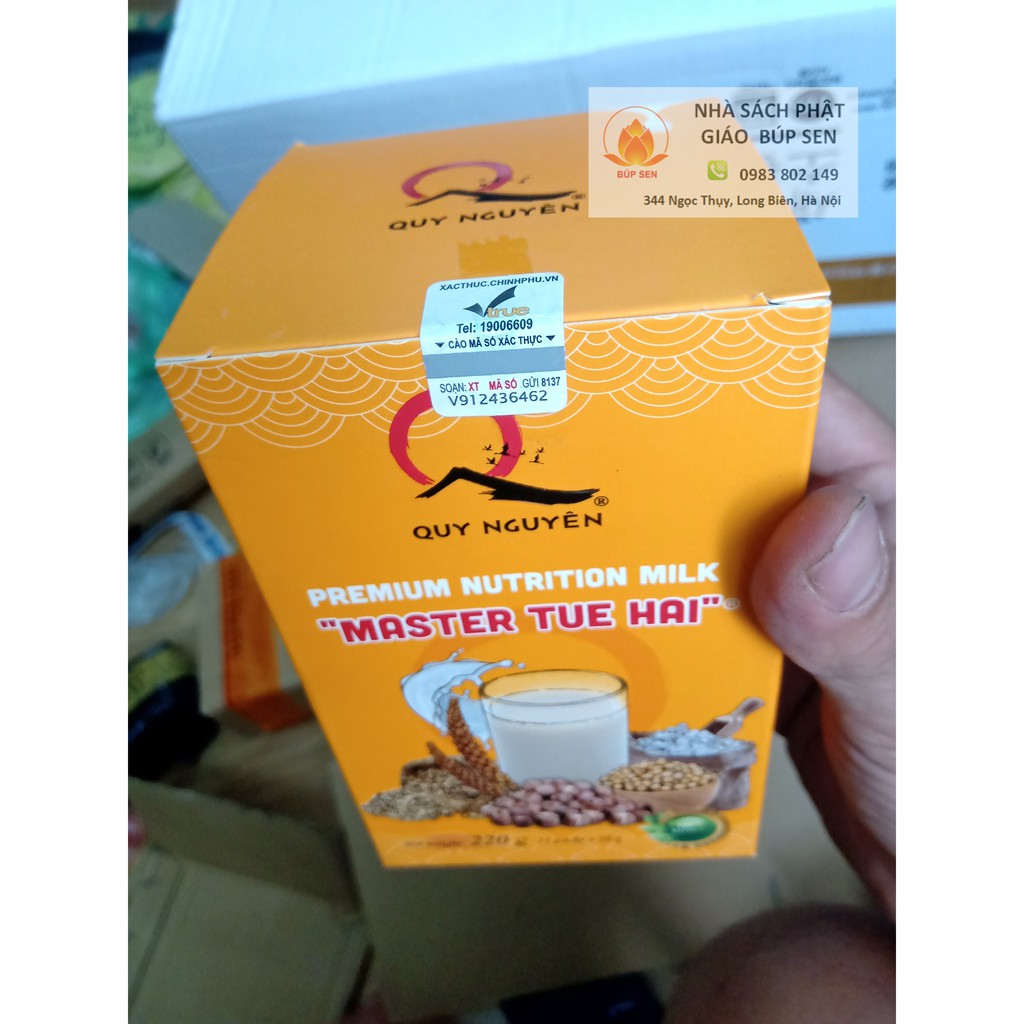 NHÀ SÁCH PHẬT
GIÁO BÚP SEN
BÚP SEN
0983 802 149
344 Ngọc Thụy, Long Biên, Hà Nội
QUY NGUYÊN ®
XACTHUC.CHINHPHU.VN
true
Tel: 19006609
CÀO MÃ SỐ XÁC THỰC
SOẠN: XT MÃ SỐ GỬI 8137
V912436462
QUY NGUYÊN ®
PREMIUM NUTRITION MILK
"MASTER TUE HAI"®
220 g